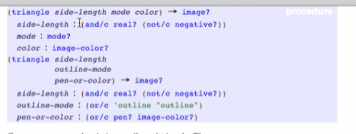 (triangle side-length mode color) → image? procedure
side-length : (and/c real? (not/c negative?))
mode : mode?
color : image-color?
(triangle side-length
outline-mode
pen-or-color) → image?
side-length : (and/c real? (not/c negative?))
outline-mode : (or/c 'outline "outline")
pen-or-color : (or/c pen? image-color?)